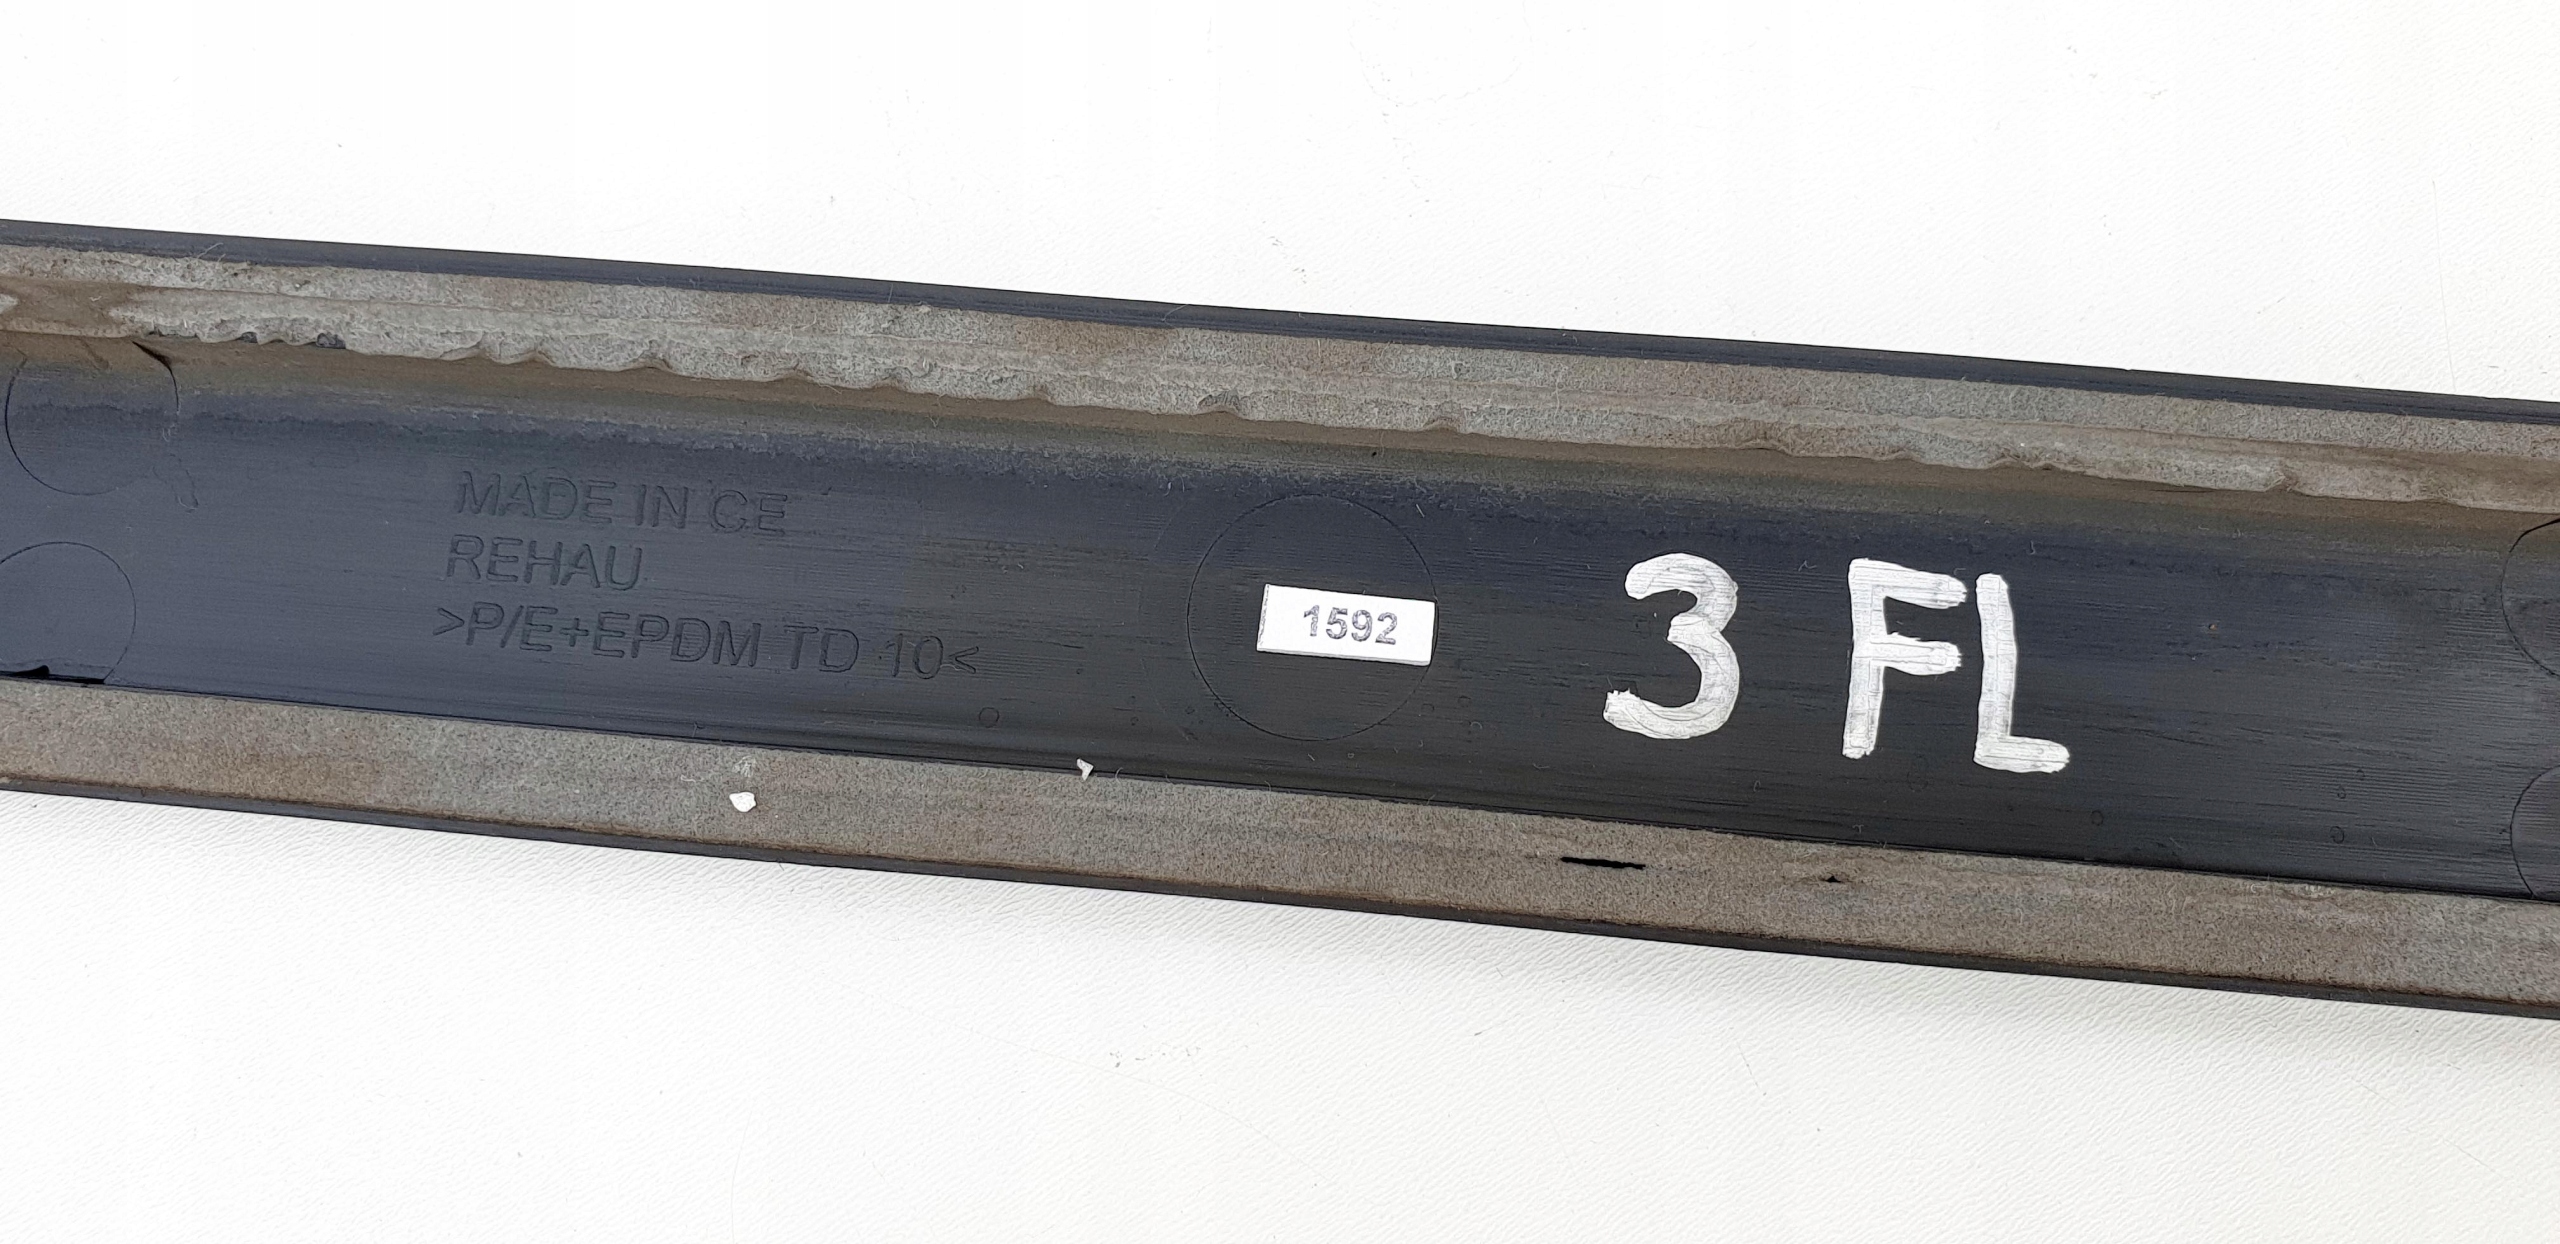 MADE IN CE
REHAU
>P/E+EPDM TD 10<
1592
3 FL